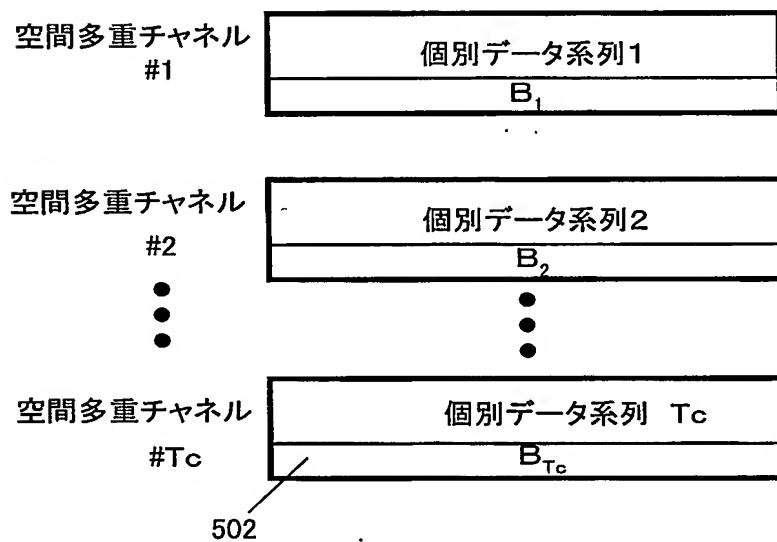 空間多重チャネル
#1
個別データ系列1
B₁
空間多重チャネル
#2
個別データ系列2
B₂
空間多重チャネル
#Tc
個別データ系列 Tc
B_Tc
502